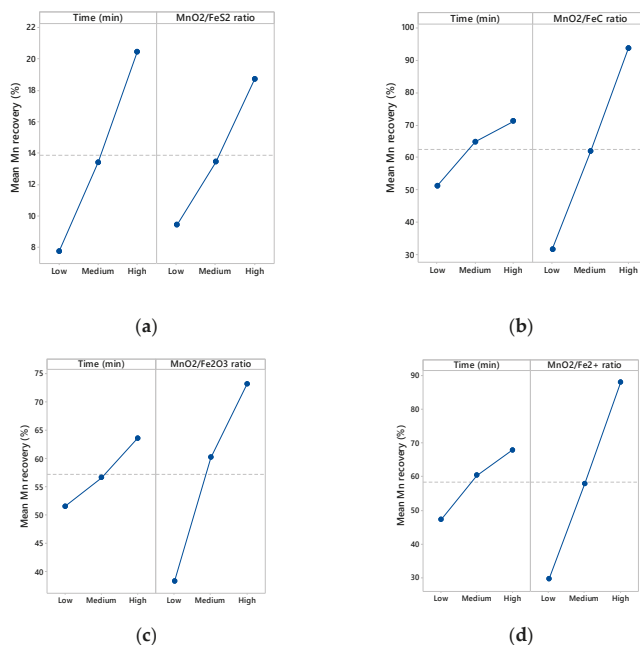 Time (min) MnO2/FeS2 ratio
Mean Mn recovery (%)
22
20
18
16
14
12
10
8
Low Medium High Low Medium High
(a)
Time (min) MnO2/FeC ratio
Mean Mn recovery (%)
100
90
80
70
60
50
40
30
Low Medium High Low Medium High
(b)
Time (min) MnO2/Fe2O3 ratio
Mean Mn recovery (%)
75
70
65
60
55
50
45
40
Low Medium High Low Medium High
(c)
Time (min) MnO2/Fe2+ ratio
Mean Mn recovery (%)
90
80
70
60
50
40
30
Low Medium High Low Medium High
(d)